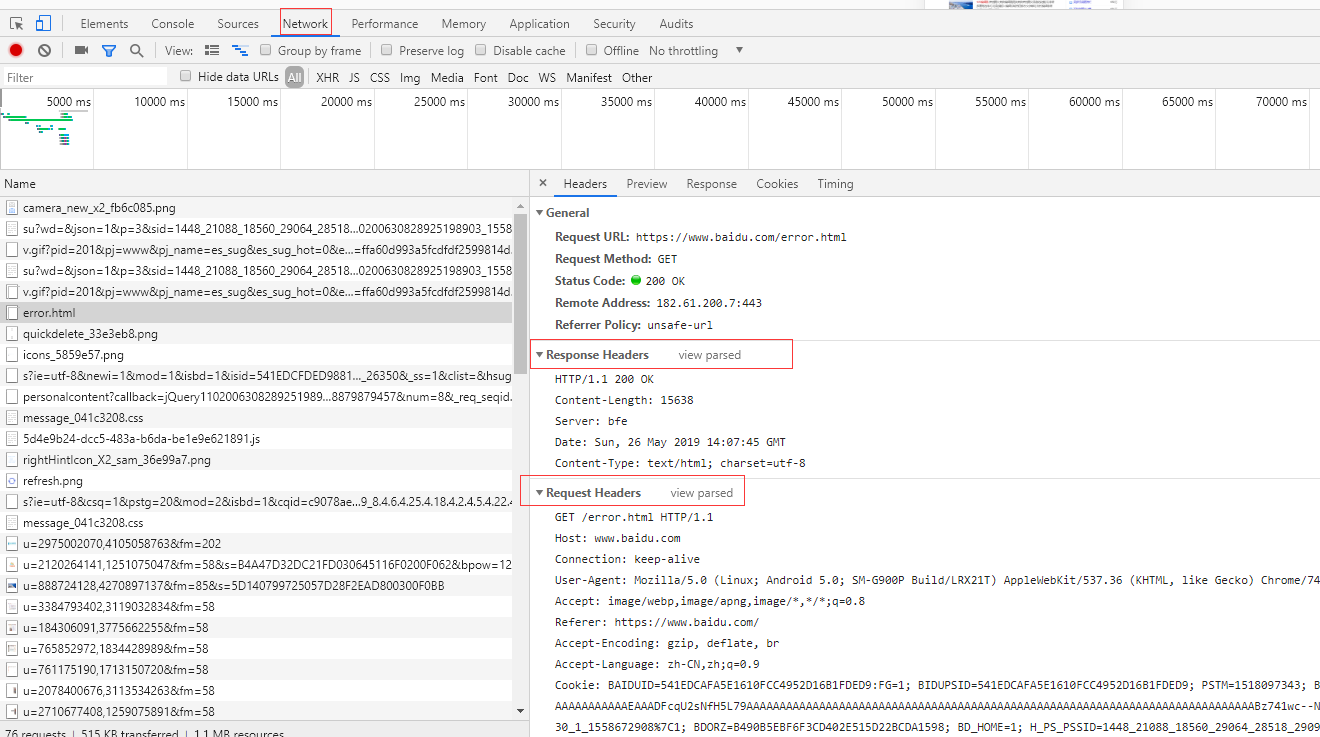 Elements Console Sources Network Performance Memory Application Security Audits
View: Group by frame Preserve log Disable cache Offline No throttling
Filter Hide data URLs All XHR JS CSS Img Media Font Doc WS Manifest Other
5000 ms 10000 ms 15000 ms 20000 ms 25000 ms 30000 ms 35000 ms 40000 ms 45000 ms 50000 ms 55000 ms 60000 ms 65000 ms 70000 ms
Name
camera_new_x2_fb6c085.png
su?wd=&json=1&p=3&sid=1448_21088_18560_29064_28518...0200630828925198903_1558
v.gif?pid=201&pj=www&pj_name=es_sug&es_sug_hot=0&e...=ffa60d993a5fcdfdf2599814d.
su?wd=&json=1&p=3&sid=1448_21088_18560_29064_28518...0200630828925198903_1558
v.gif?pid=201&pj=www&pj_name=es_sug&es_sug_hot=0&e...=ffa60d993a5fcdfdf2599814d.
error.html
quickdelete_33e3eb8.png
icons_5859e57.png
s?ie=utf-8&newi=1&mod=1&isbd=1&isid=541EDCFDED9881..._26350&_ss=1&clist=&hsug
personalcontent?callback=jQuery1102006308289251989...8879879457&num=8&_req_seqid.
message_041c3208.css
5d4e9b24-dcc5-483a-b6da-be1e9e621891.js
rightHintIcon_X2_sam_36e99a7.png
refresh.png
s?ie=utf-8&csq=1&pstg=20&mod=2&isbd=1&cqid=c9078ae...9_8.4.6.4.25.4.18.4.2.4.5.4.22.4
message_041c3208.css
u=2975002070,4105058763&fm=202
u=2120264141,1251075047&fm=58&s=B4A47D32DC21FD030645116F0200F062&bpow=12
u=888724128,4270897137&fm=85&s=5D140799725057D28F2EAD800300F0BB
u=3384793402,3119032834&fm=58
u=184306091,3775662255&fm=58
u=765852972,1834428989&fm=58
u=761175190,1713150720&fm=58
u=2078400676,3113534263&fm=58
u=2710677408,1259075891&fm=58
76 requests | 515 KB transferred | 1.1 MB resources
× Headers Preview Response Cookies Timing
General
Request URL: https://www.baidu.com/error.html
Request Method: GET
Status Code: 200 OK
Remote Address: 182.61.200.7:443
Referrer Policy: unsafe-url
Response Headers view parsed
HTTP/1.1 200 OK
Content-Length: 15638
Server: bfe
Date: Sun, 26 May 2019 14:07:45 GMT
Content-Type: text/html; charset=utf-8
Request Headers view parsed
GET /error.html HTTP/1.1
Host: www.baidu.com
Connection: keep-alive
User-Agent: Mozilla/5.0 (Linux; Android 5.0; SM-G900P Build/LRX21T) AppleWebKit/537.36 (KHTML, like Gecko) Chrome/74
Accept: image/webp,image/apng,image/*,*/*;q=0.8
Referer: https://www.baidu.com/
Accept-Encoding: gzip, deflate, br
Accept-Language: zh-CN,zh;q=0.9
Cookie: BAIDUID=541EDCAFA5E1610FCC4952D16B1FDED9:FG=1; BIDUPSID=541EDCAFA5E1610FCC4952D16B1FDED9; PSTM=1518097343; B
30_1_1558672908%7C1; BDORZ=B490B5EBF6F3CD402E515D22BCDA1598; BD_HOME=1; H_PS_PSSID=1448_21088_18560_29064_28518_2909